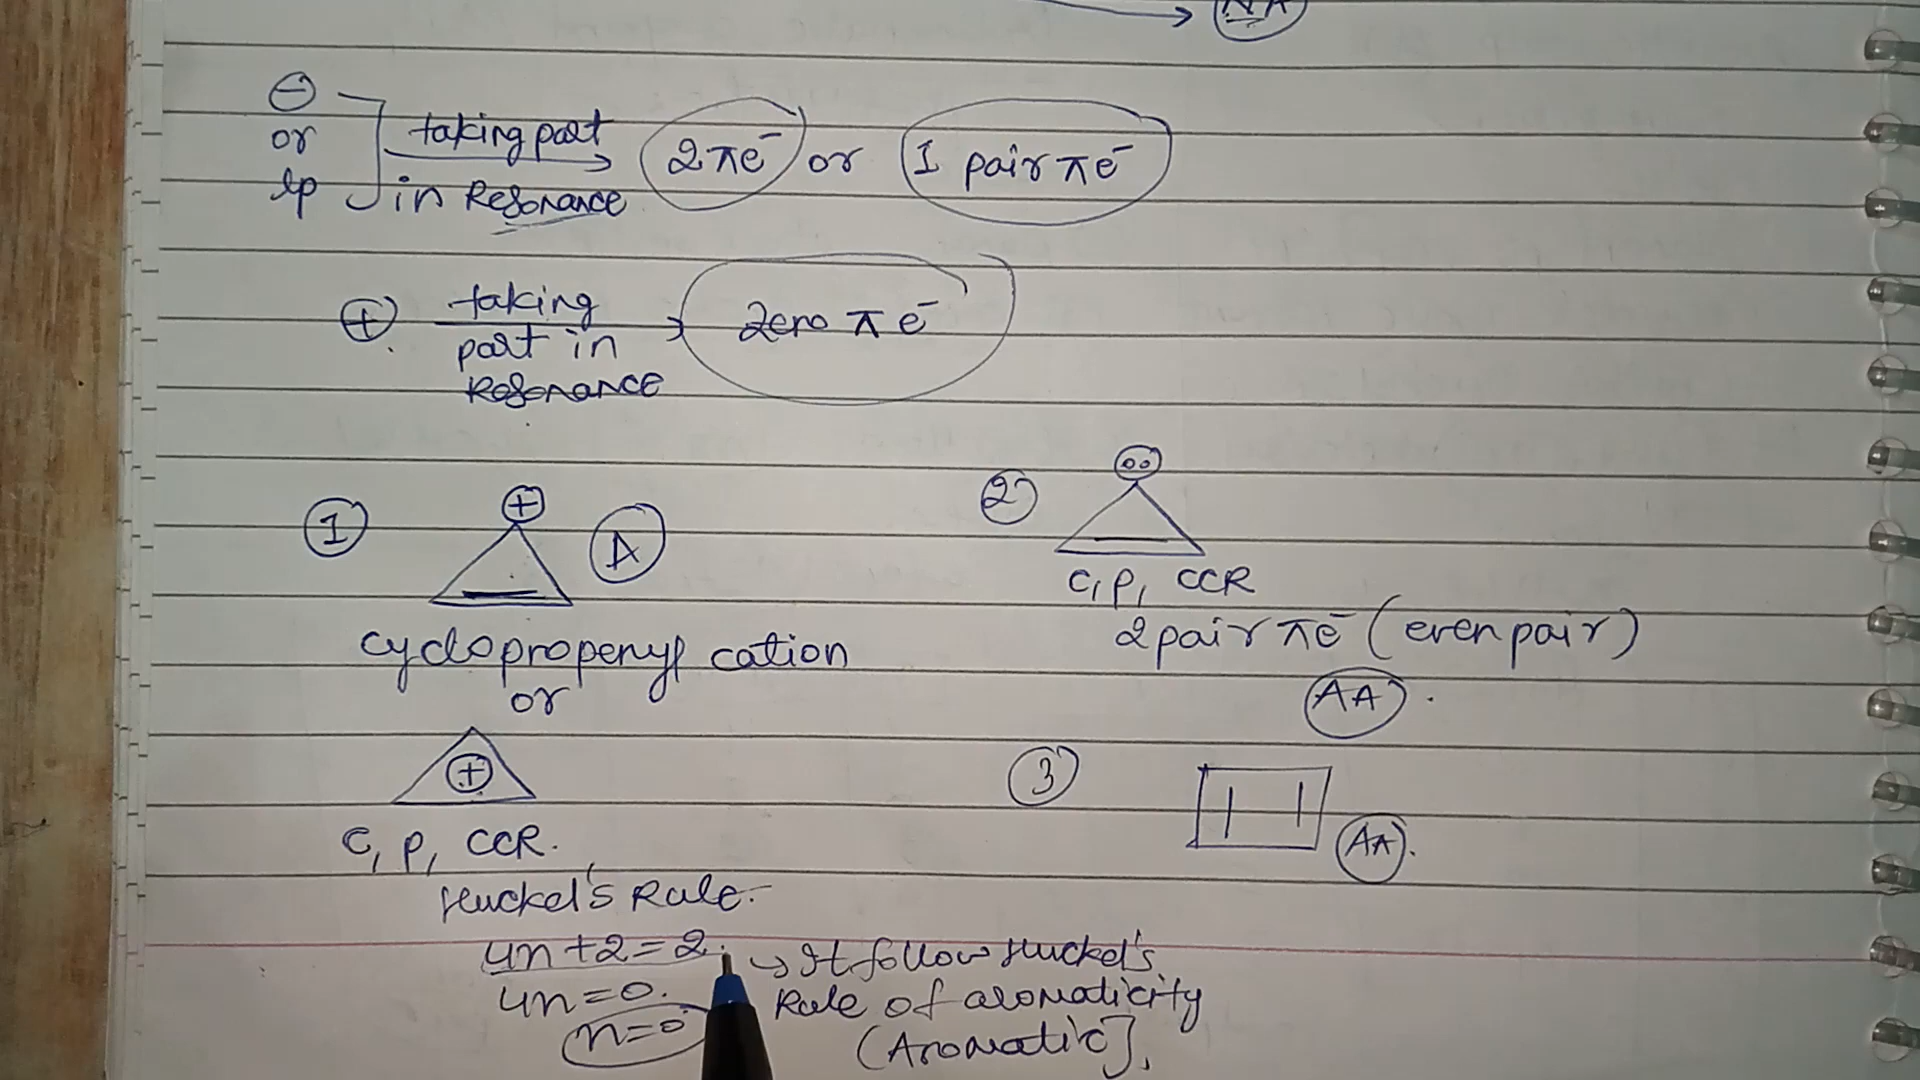 NA
⊖
or
lp
taking part
in Resonance
2πe⁻ or 1 pair πe⁻
⊕ taking
part in
Resonance
zero πe⁻
① ⊕ A
cyclopropenyl cation
or
⊕
C, P, CCR.
Huckel's Rule.
4n+2=2.
4n=0.
n=0
→ It follow Huckel's
Rule of aromaticity
(Aromatic],
②
C, P, CCR
2 pair πe⁻ (even pair)
AA.
③
AA.